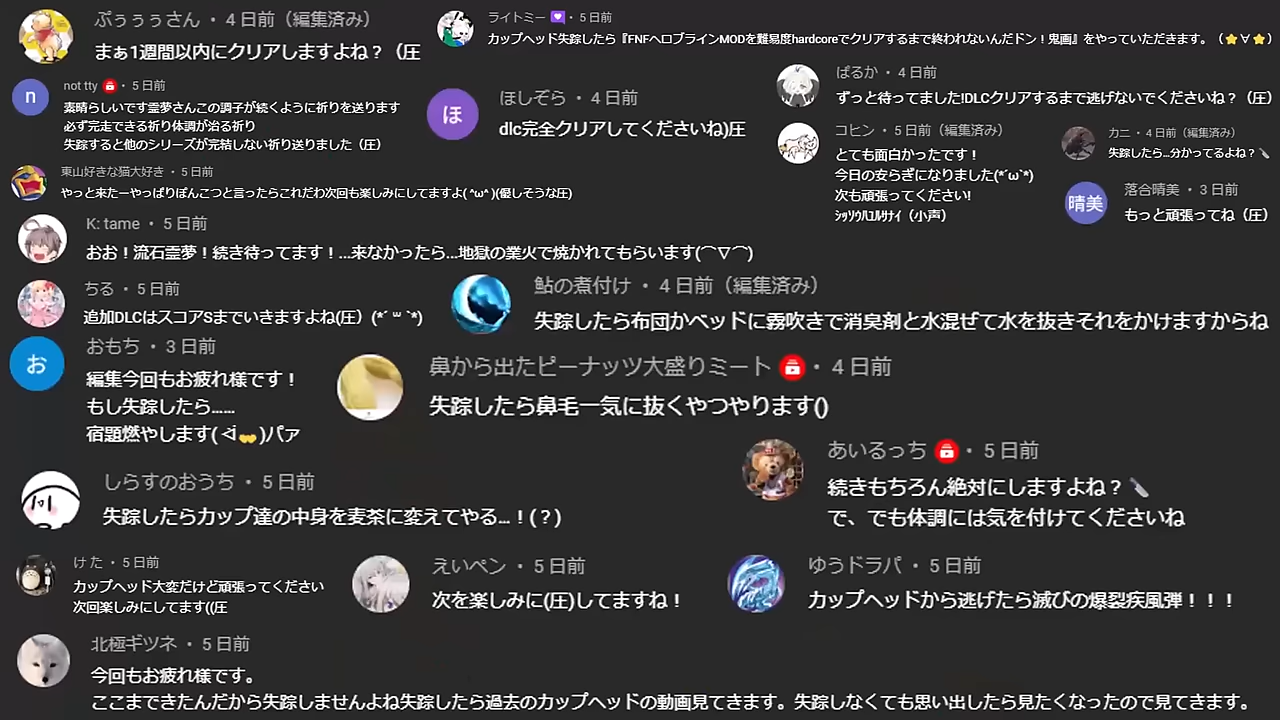 ぷぅぅぅさん・4 日前（編集済み）
まぁ1週間以内にクリアしますよね？（圧
ライトミー ・5 日前
カップヘッド失踪したら『FNFヘロブラインMODを難易度hardcoreでクリアするまで終われないんだドン！鬼画』をやっていただきます。（⭐∀⭐）
not tty ・5 日前
素晴らしいです霊夢さんこの調子が続くように祈りを送ります
必ず完走できる祈り体調が治る祈り
失踪すると他のシリーズが完結しない祈り送りました（圧）
ほ
ほしぞら・4 日前
dlc完全クリアしてくださいね)圧
ぱるか・4 日前
ずっと待ってました!DLCクリアするまで逃げないでくださいね？（圧）
コヒン・5 日前（編集済み）
とても面白かったです！
今日の安らぎになりました(*´ω`*)
次も頑張ってください!
ｼｯｿｳﾊﾕﾙｻﾅｲ（小声）
カニ・4 日前（編集済み）
失踪したら...分かってるよね？🔪
晴美
落合晴美・3 日前
もっと頑張ってね（圧）
n
東山好きな猫大好き・5 日前
やっと来たーやっぱりぽんこつと言ったらこれだわ次回も楽しみにしてますよ( ^ω^ )(優しそうな圧)
K: tame・5 日前
おお！流石霊夢！続き待ってます！...来なかったら...地獄の業火で焼かれてもらいます(⌒∇⌒)
ちる・5 日前
追加DLCはスコアSまでいきますよね(圧）(*´ ꒳ `*)
鮎の煮付け・4 日前（編集済み）
失踪したら布団かベッドに霧吹きで消臭剤と水混ぜて水を抜きそれをかけますからね
お
おもち・3 日前
編集今回もお疲れ様です！
もし失踪したら……
宿題燃やします( ᐛ🤝)パァ
鼻から出たピーナッツ大盛りミート ・4 日前
失踪したら鼻毛一気に抜くやつやります()
あいるっち ・5 日前
続きもちろん絶対にしますよね？🔪
で、でも体調には気を付けてくださいね
しらすのおうち・5 日前
失踪したらカップ達の中身を麦茶に変えてやる...！(？)
けた・5 日前
カップヘッド大変だけど頑張ってください
次回楽しみにしてます((圧
えいペン・5 日前
次を楽しみに(圧)してますね！
ゆうドラパ・5 日前
カップヘッドから逃げたら滅びの爆裂疾風弾！！！
北極ギツネ・5 日前
今回もお疲れ様です。
ここまできたんだから失踪しませんよね失踪したら過去のカップヘッドの動画見てきます。失踪しなくても思い出したら見たくなったので見てきます。